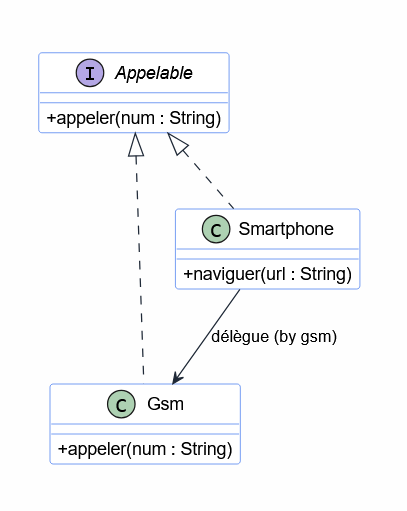 I Appelable
+appeler(num : String)
C Smartphone
+naviguer(url : String)
délègue (by gsm)
C Gsm
+appeler(num : String)